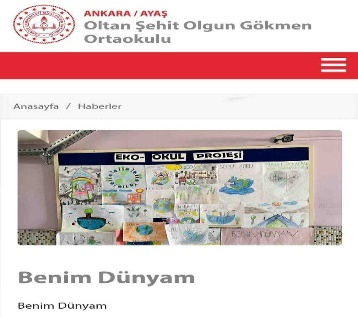 ANKARA / AYAŞ
Oltan Şehit Olgun Gökmen
Ortaokulu
Anasayfa / Haberler
EKO-OKUL PROJESİ
Benim Dünyam
Benim Dünyam